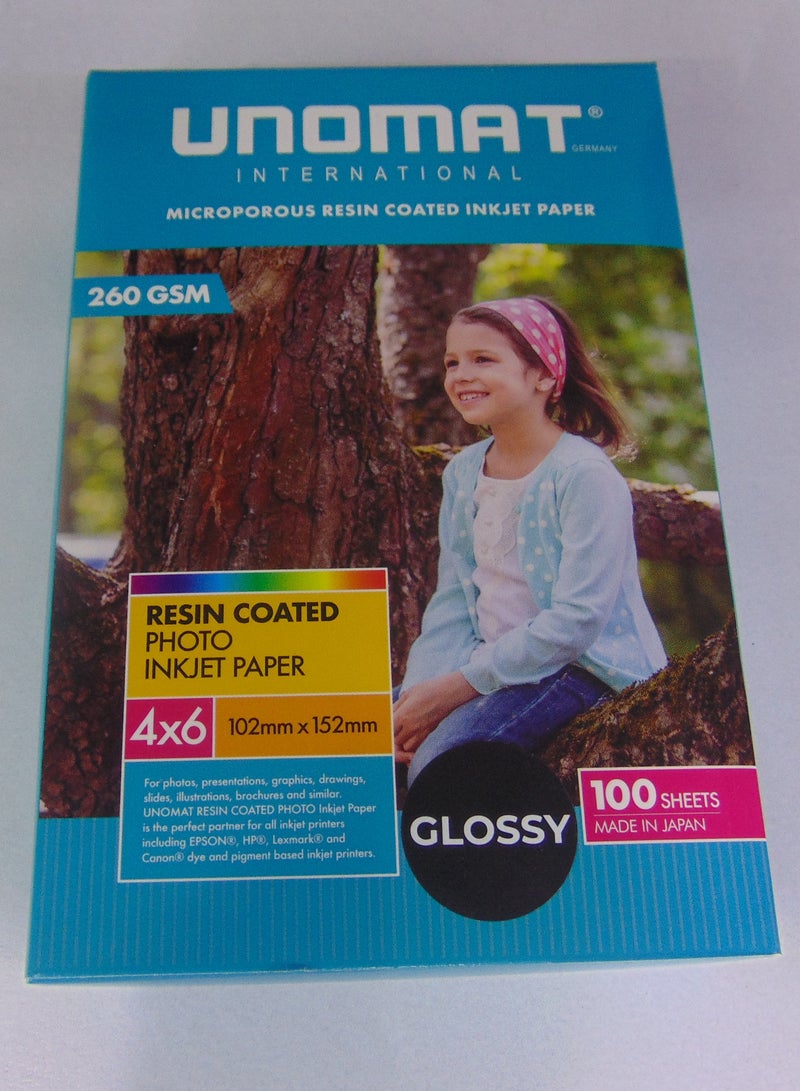 UNOMAT®
GERMANY
INTERNATIONAL
MICROPOROUS RESIN COATED INKJET PAPER
260 GSM
RESIN COATED
PHOTO
INKJET PAPER
4x6
102mm x 152mm
For photos, presentations, graphics, drawings,
slides, illustrations, brochures and similar.
UNOMAT RESIN COATED PHOTO Inkjet Paper
is the perfect partner for all inkjet printers
including EPSON®, HP®, Lexmark® and
Canon® dye and pigment based inkjet printers.
GLOSSY
100 SHEETS
MADE IN JAPAN